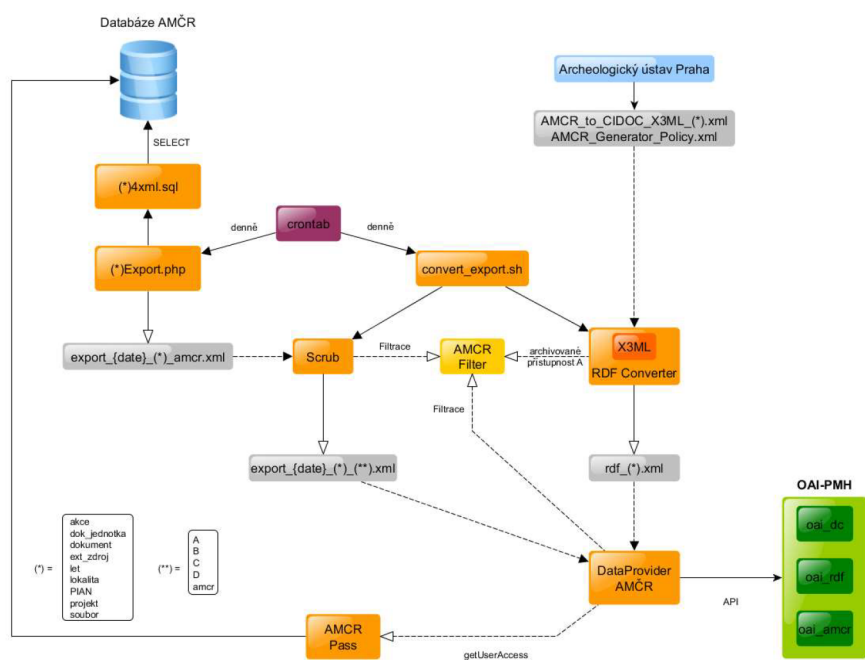 Databáze AMČR
Archeologický ústav Praha
AMCR_to_CIDOC_X3ML_(*).xml
AMCR_Generator_Policy.xml
SELECT
(*)4xml.sql
crontab
denně
denně
(*)Export.php
convert_export.sh
export_{date}_(*)_amcr.xml
Scrub
Filtrace
AMCR
Filter
archivované
přístupnost A
X3ML
RDF Converter
Filtrace
export_{date}_(*)_(**).xml
rdf_(*).xml
OAI-PMH
oai_dc
oai_rdf
oai_amcr
(*) =
akce
dok_jednotka
dokument
ext_zdroj
let
lokalita
PIAN
projekt
soubor
(**) =
A
B
C
D
amcr
DataProvider
AMČR
API
AMCR
Pass
getUserAccess